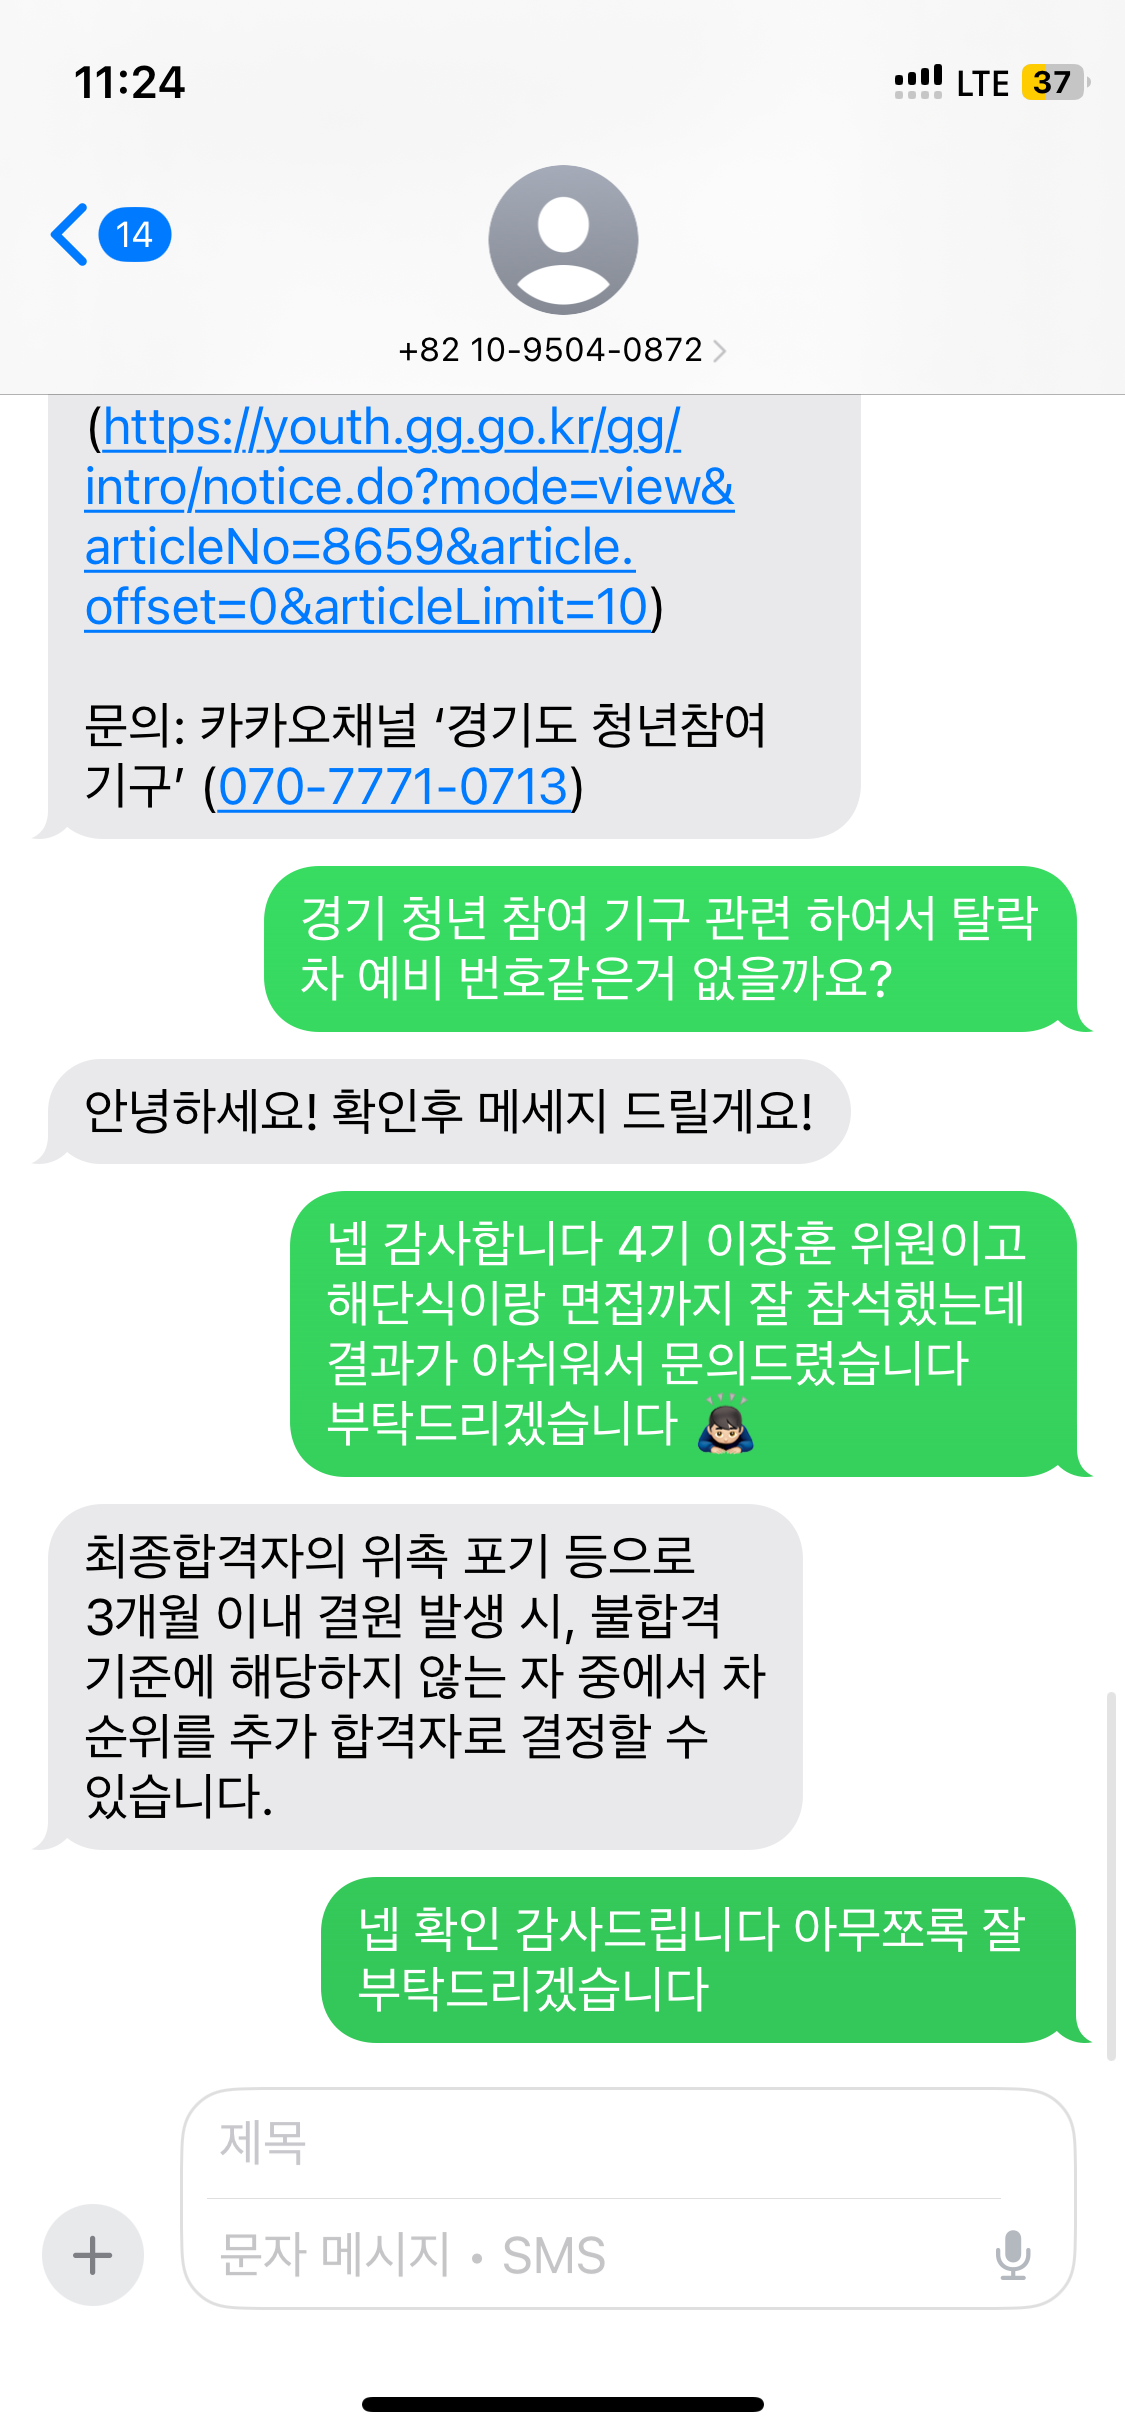 11:24
LTE 37
14
+82 10-9504-0872
(https://youth.gg.go.kr/gg/
intro/notice.do?mode=view&
articleNo=8659&article.
offset=0&articleLimit=10)
문의: 카카오채널 ‘경기도 청년참여
기구’ (070-7771-0713)
경기 청년 참여 기구 관련 하여서 탈락
차 예비 번호같은거 없을까요?
안녕하세요! 확인후 메세지 드릴게요!
넵 감사합니다 4기 이장훈 위원이고
해단식이랑 면접까지 잘 참석했는데
결과가 아쉬워서 문의드렸습니다
부탁드리겠습니다 🙇🏻‍♂️
최종합격자의 위촉 포기 등으로
3개월 이내 결원 발생 시, 불합격
기준에 해당하지 않는 자 중에서 차
순위를 추가 합격자로 결정할 수
있습니다.
넵 확인 감사드립니다 아무쪼록 잘
부탁드리겠습니다
제목
문자 메시지 • SMS